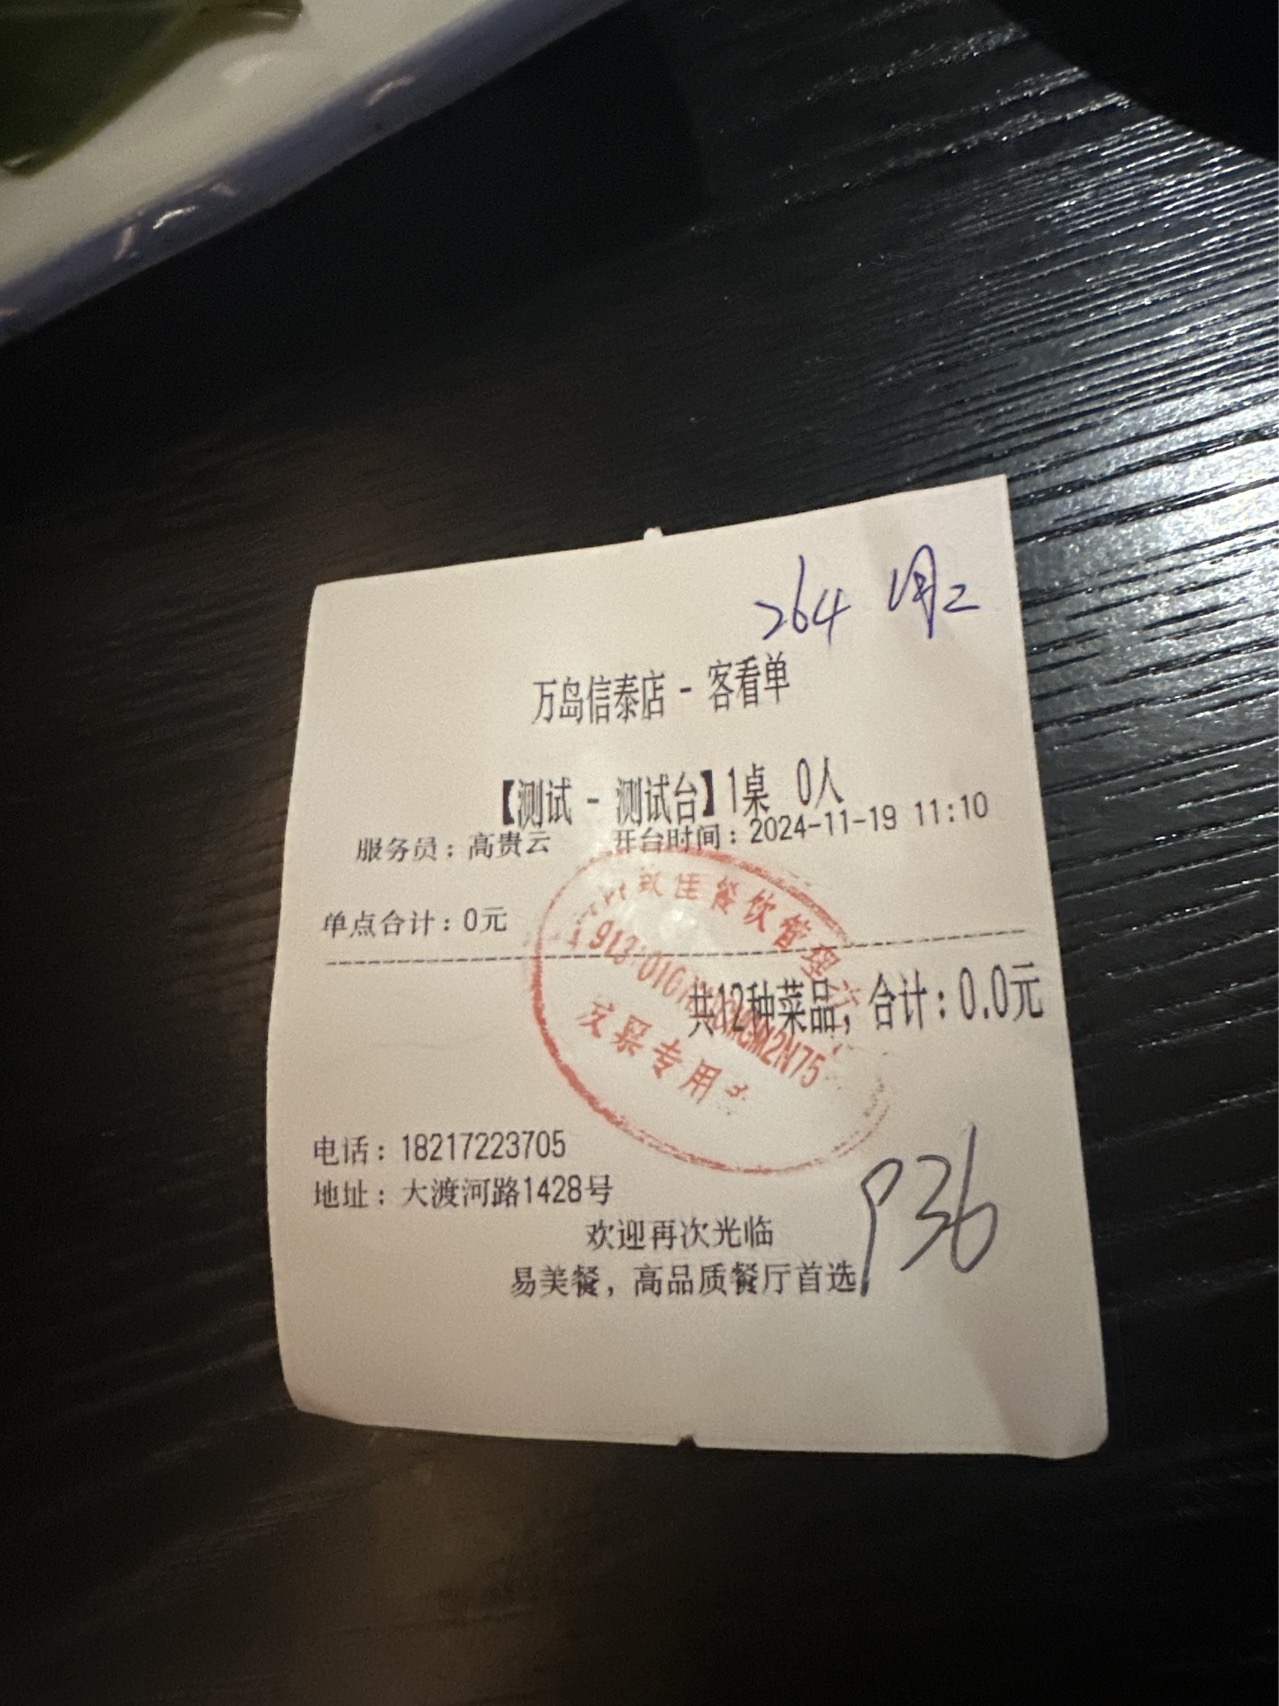 264
万岛信泰店 - 客看单
【测试 - 测试台】1桌 0人
服务员：高贵云 开台时间：2024-11-19 11:10
单点合计：0元
餐饮管理
共12种菜品，合计：0.0元
发票专用
电话：18217223705
地址：大渡河路1428号
欢迎再次光临
易美餐，高品质餐厅首选
P36